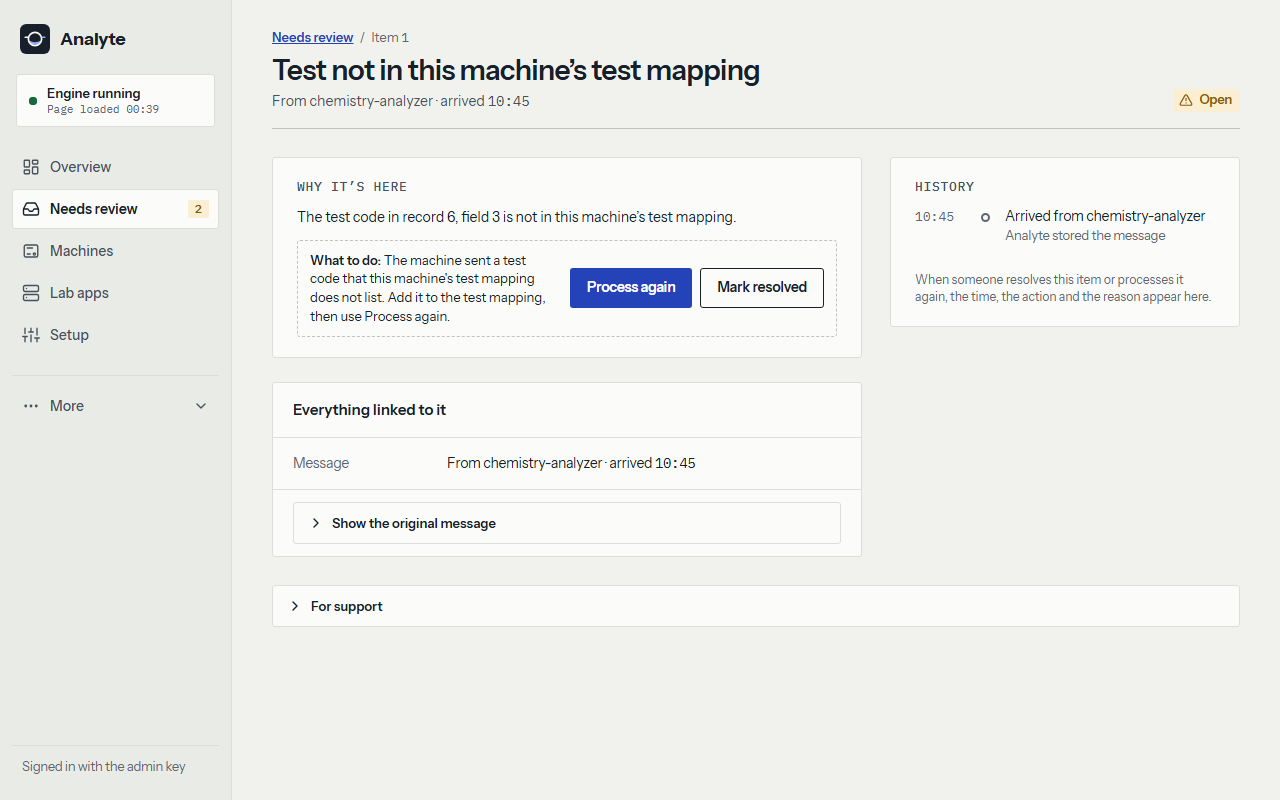 Analyte
Engine running
Page loaded 00:39
Overview
Needs review 2
Machines
Lab apps
Setup
More
Signed in with the admin key
Needs review / Item 1
Test not in this machine’s test mapping
From chemistry-analyzer · arrived 10:45
Open
WHY IT’S HERE
The test code in record 6, field 3 is not in this machine’s test mapping.
What to do: The machine sent a test
code that this machine’s test mapping
does not list. Add it to the test mapping,
then use Process again.
Process again
Mark resolved
Everything linked to it
Message From chemistry-analyzer · arrived 10:45
Show the original message
HISTORY
10:45 Arrived from chemistry-analyzer
Analyte stored the message
When someone resolves this item or processes it
again, the time, the action and the reason appear here.
For support